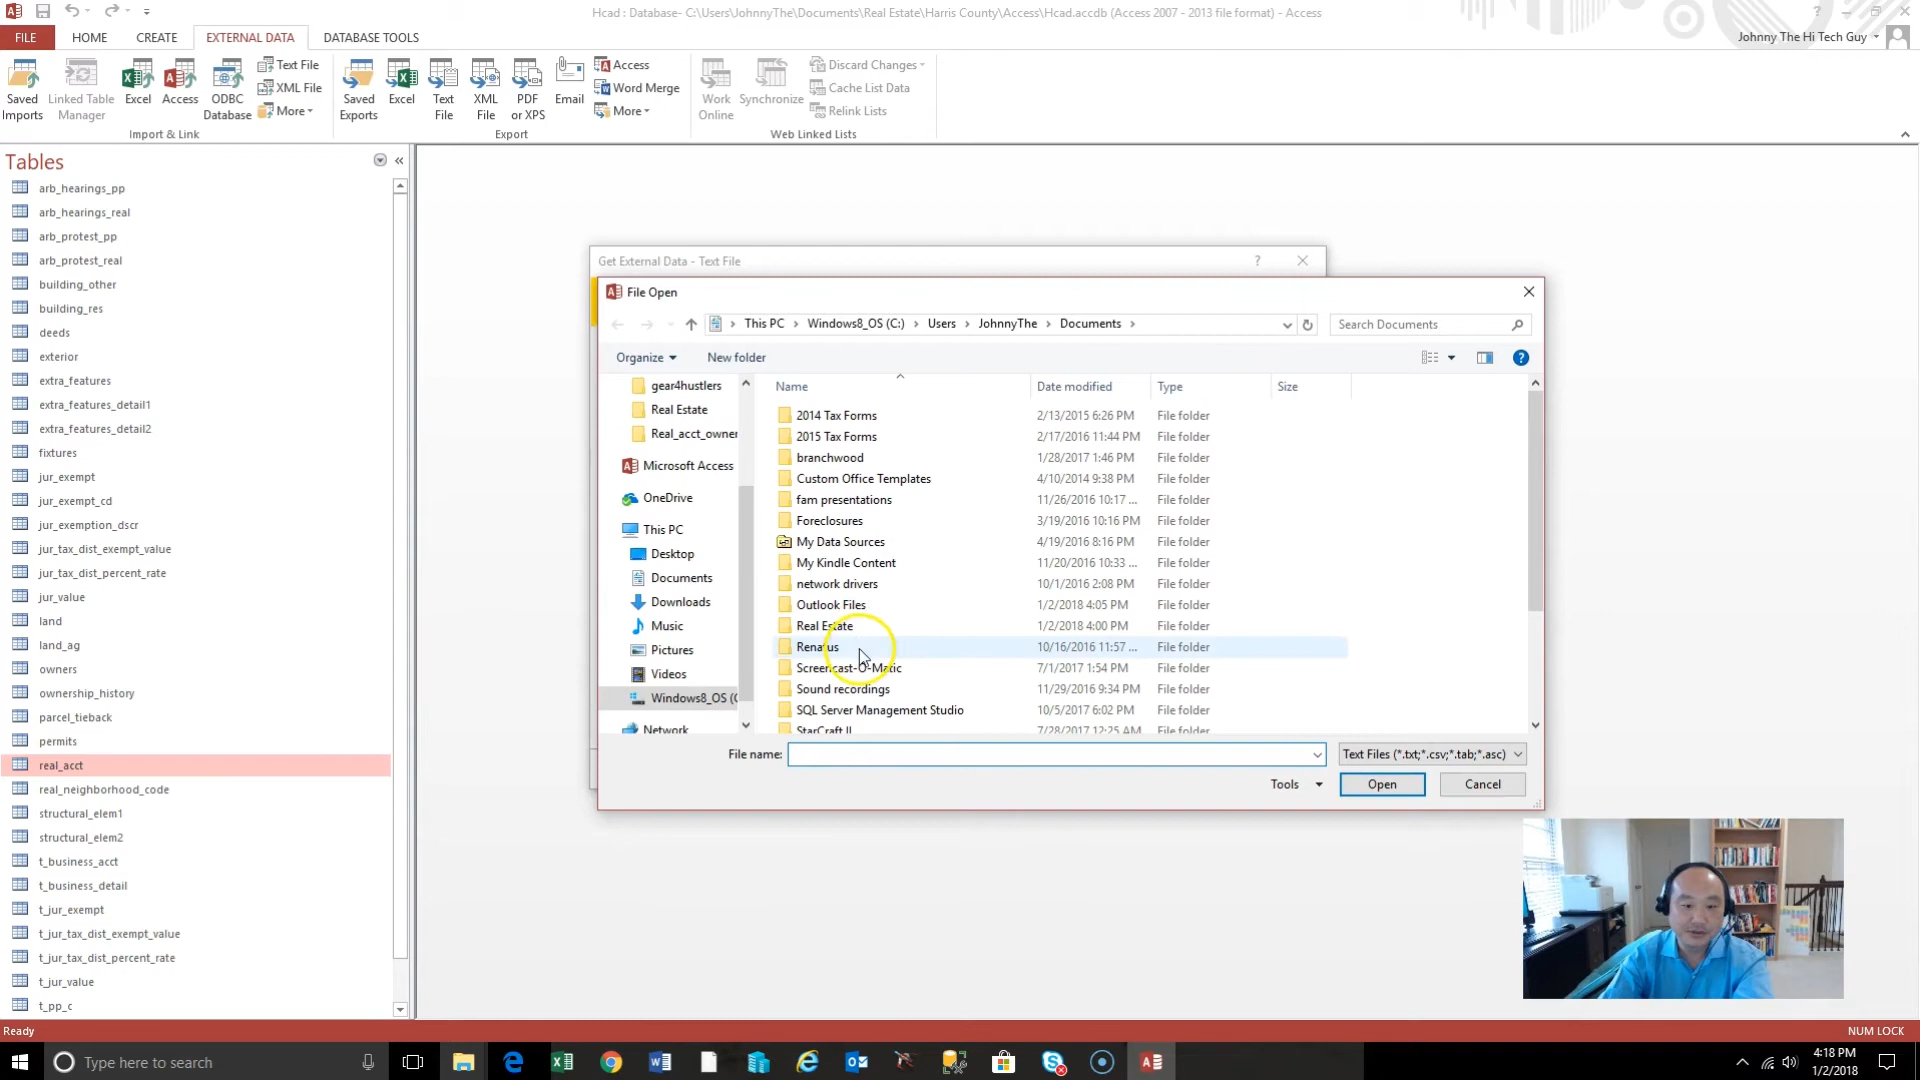 Hcad : Database- C:\Users\JohnnyThe\Documents\Real Estate\Harris County\Access\Hcad.accdb (Access 2007 - 2013 file format) - Access
FILE HOME CREATE EXTERNAL DATA DATABASE TOOLS
Johnny The Hi Tech Guy
Saved Imports
Linked Table Manager
Excel
Access
ODBC Database
Text File
XML File
More
Import & Link
Saved Exports
Excel
Text File
XML File
PDF or XPS
Email
Access
Word Merge
More
Export
Work Online
Synchronize
Discard Changes
Cache List Data
Relink Lists
Web Linked Lists
Tables
arb_hearings_pp
arb_hearings_real
arb_protest_pp
arb_protest_real
building_other
building_res
deeds
exterior
extra_features
extra_features_detail1
extra_features_detail2
fixtures
jur_exempt
jur_exempt_cd
jur_exemption_dscr
jur_tax_dist_exempt_value
jur_tax_dist_percent_rate
jur_value
land
land_ag
owners
ownership_history
parcel_tieback
permits
real_acct
real_neighborhood_code
structural_elem1
structural_elem2
t_business_acct
t_business_detail
t_jur_exempt
t_jur_tax_dist_exempt_value
t_jur_tax_dist_percent_rate
t_jur_value
t_pp_c
Get External Data - Text File
?
File Open
This PC > Windows8_OS (C:) > Users > JohnnyThe > Documents >
Search Documents
Organize New folder
?
gear4hustlers
Real Estate
Real_acct_owner
Microsoft Access
OneDrive
This PC
Desktop
Documents
Downloads
Music
Pictures
Videos
Windows8_OS (C
Network
Name Date modified Type Size
2014 Tax Forms 2/13/2015 6:26 PM File folder
2015 Tax Forms 2/17/2016 11:44 PM File folder
branchwood 1/28/2017 1:46 PM File folder
Custom Office Templates 4/10/2014 9:38 PM File folder
fam presentations 11/26/2016 10:17 ... File folder
Foreclosures 3/19/2016 10:16 PM File folder
My Data Sources 4/19/2016 8:16 PM File folder
My Kindle Content 11/20/2016 10:33 ... File folder
network drivers 10/1/2016 2:08 PM File folder
Outlook Files 1/2/2018 4:05 PM File folder
Real Estate 1/2/2018 4:00 PM File folder
Renatus 10/16/2016 11:57 ... File folder
Screencast-O-Matic 7/1/2017 1:54 PM File folder
Sound recordings 11/29/2016 9:34 PM File folder
SQL Server Management Studio 10/5/2017 6:02 PM File folder
StarCraft II 7/28/2017 12:25 AM File folder
File name:
Text Files (*.txt;*.csv;*.tab;*.asc)
Tools Open Cancel
Ready
NUM LOCK
Type here to search
4:18 PM
1/2/2018